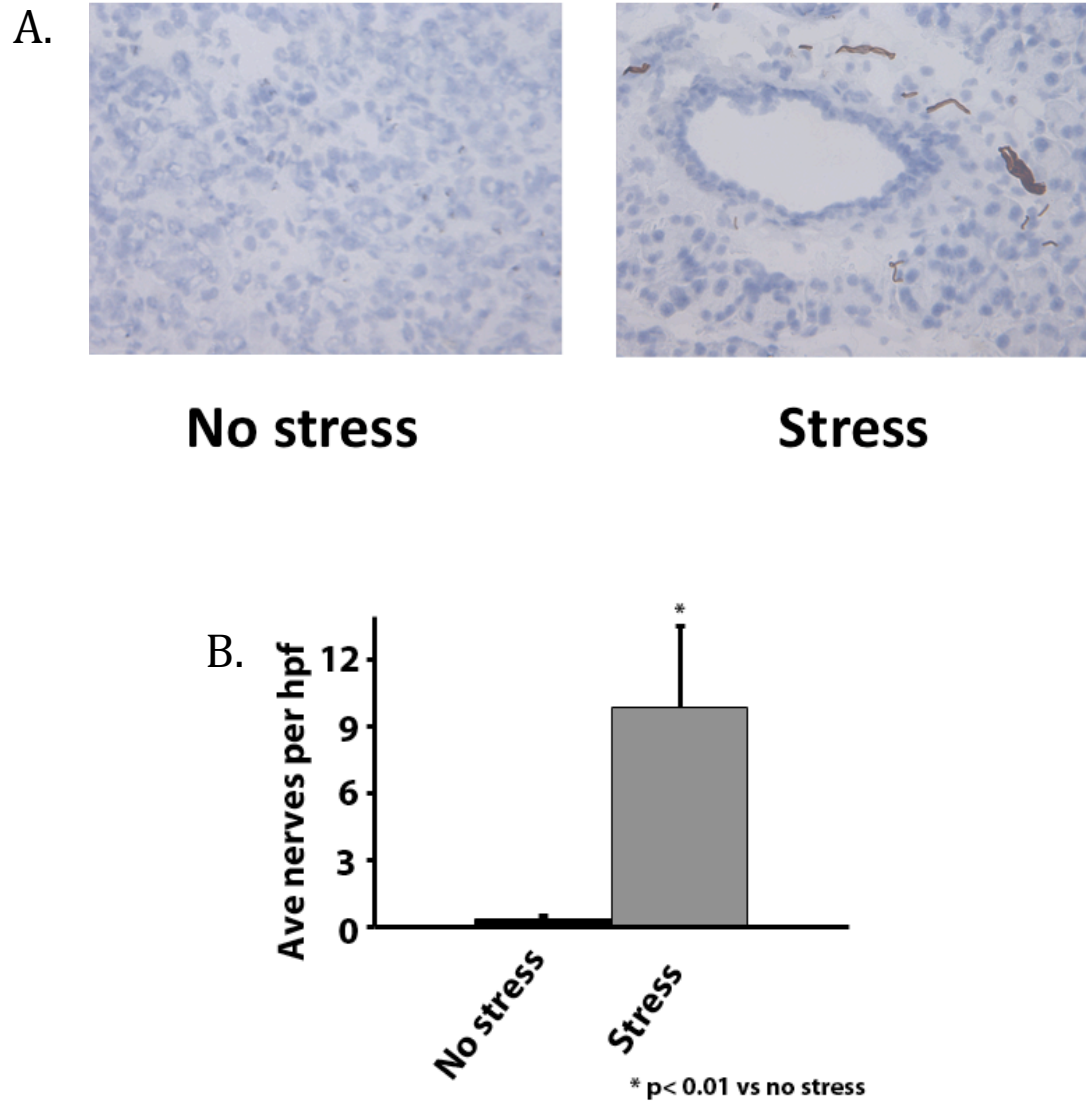 A.
No stress
Stress
B.
Ave nerves per hpf
12
9
6
3
0
*
No stress
Stress
* p< 0.01 vs no stress